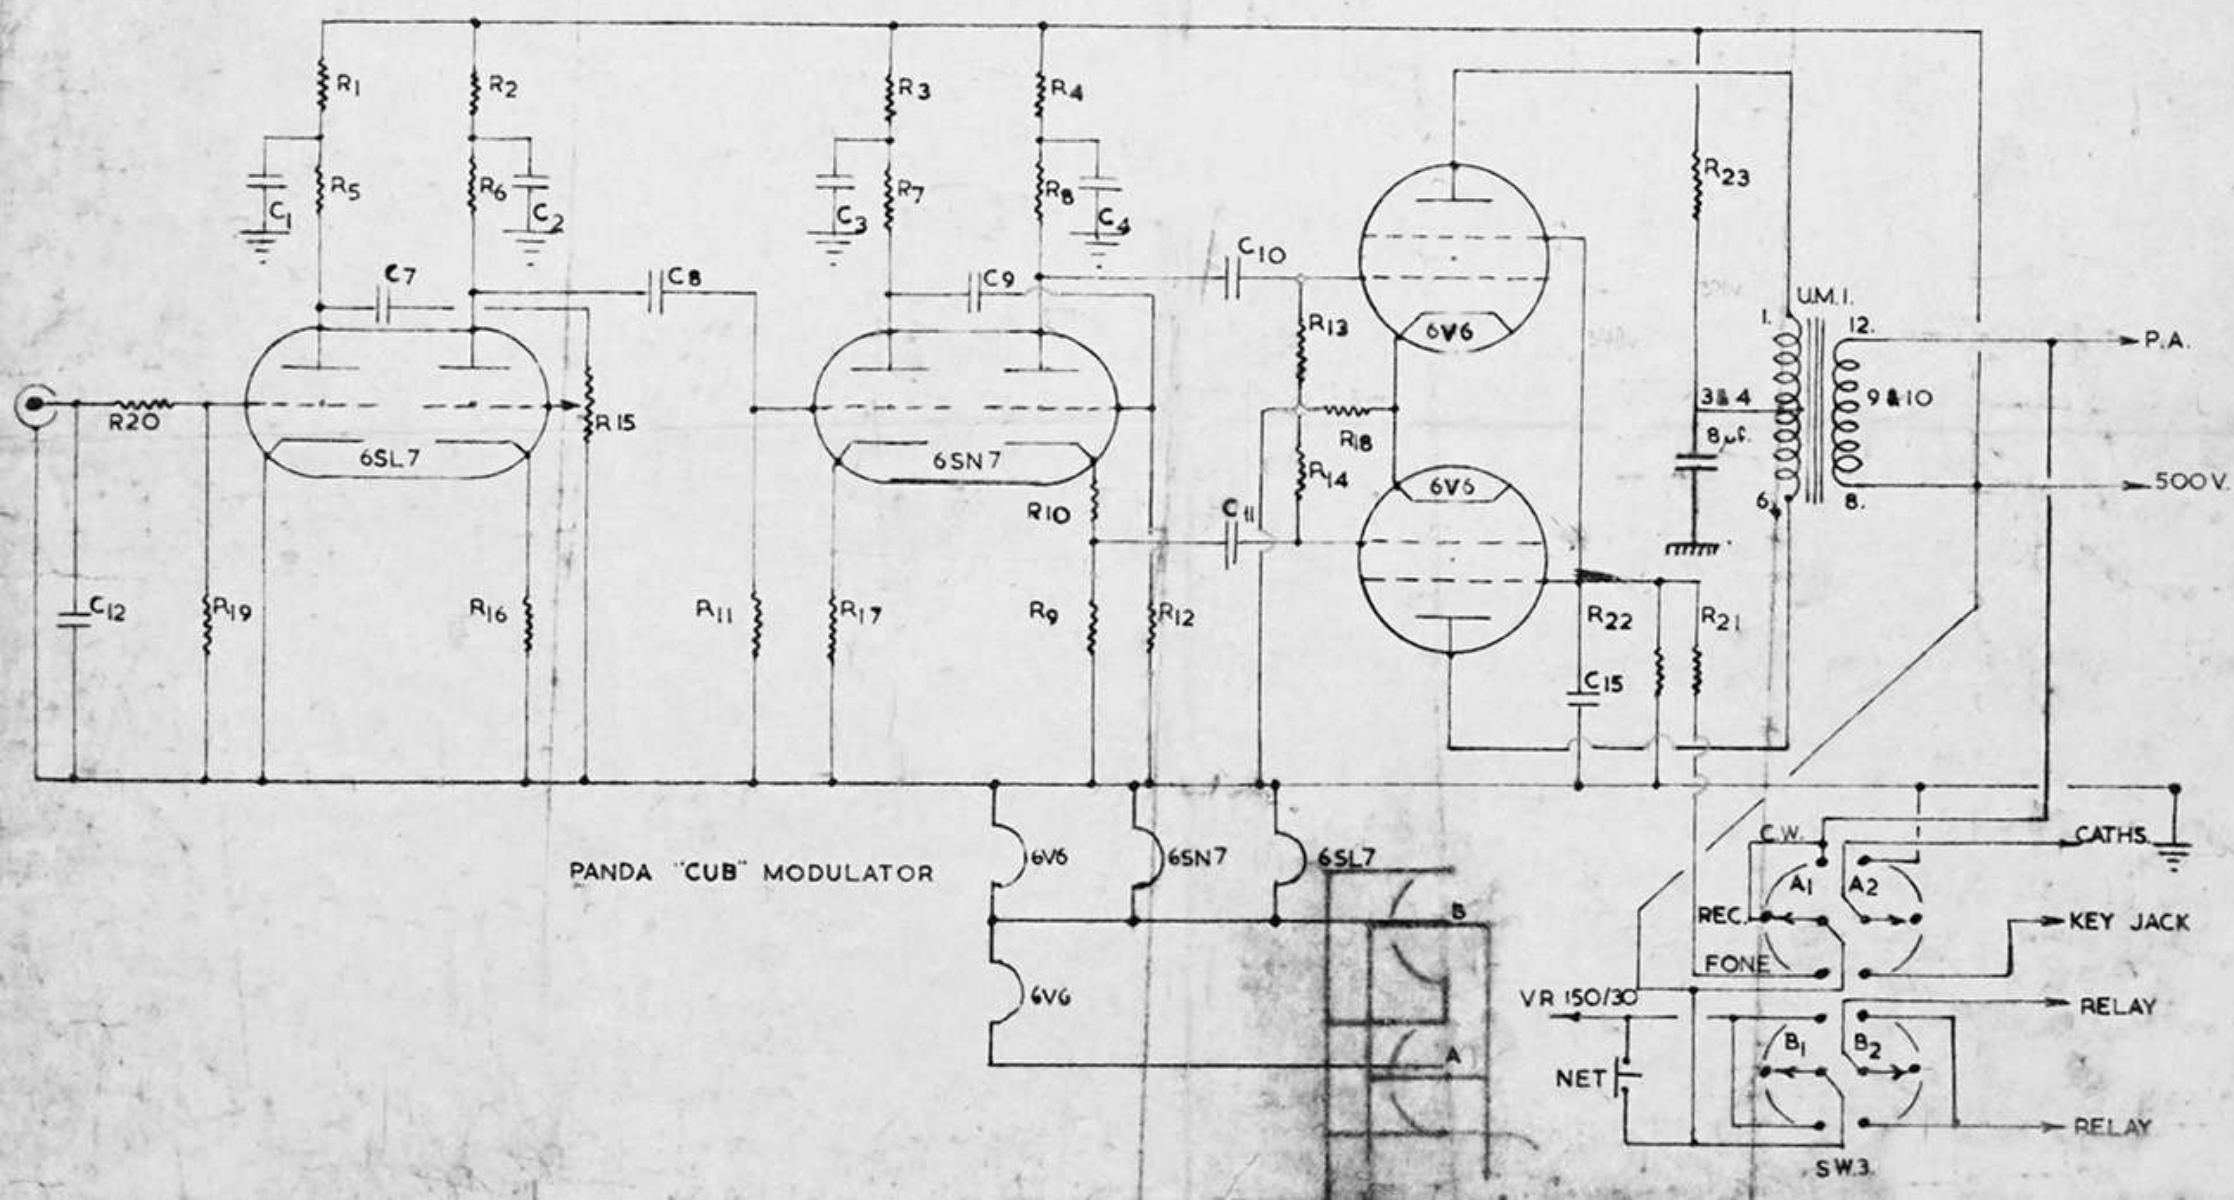 R1
R2
R3
R4
R5
R6
R7
R8
R23
C1
C2
C3
C4
C7
C8
C9
C10
U.M.1.
1.
12.
P.A.
R13
6V6
3&4
9&10
R20
R15
R18
8µf.
6SL7
6SN7
R14
6V6
6.
8.
500V.
R10
C11
C12
R19
R16
R11
R17
R9
R12
R22
R21
C15
C.W.
CATHS
PANDA "CUB" MODULATOR
6V6
6SN7
6SL7
A1
A2
B
REC.
KEY JACK
FONE
6V6
VR 150/30
RELAY
A
B1
B2
NET
RELAY
SW.3.